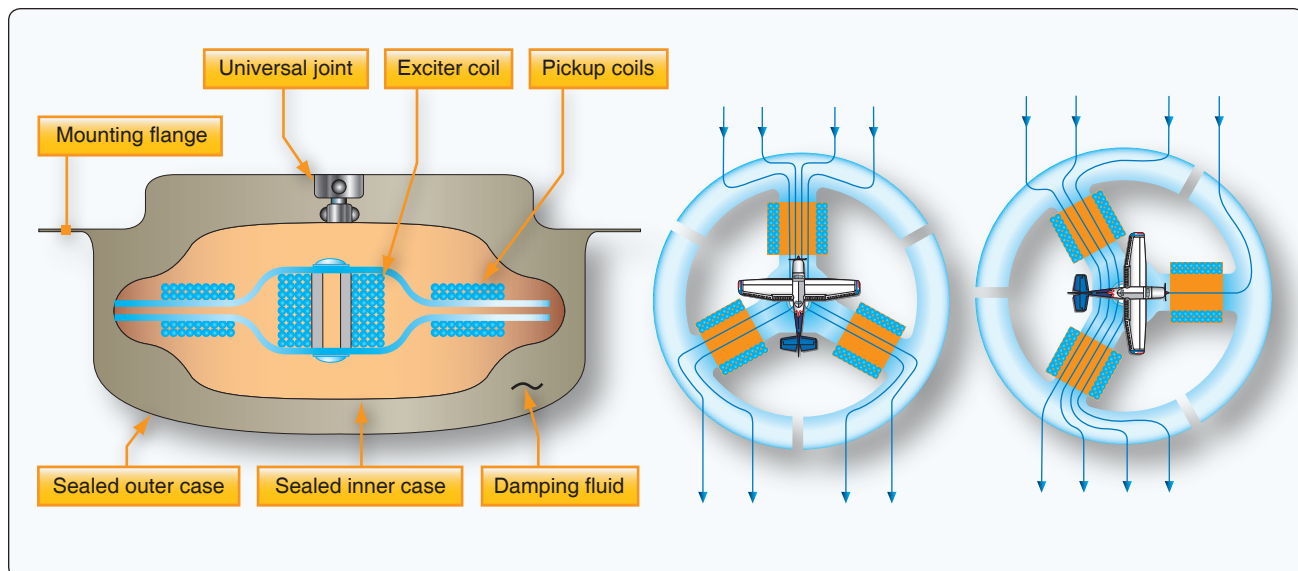 Universal joint
Exciter coil
Pickup coils
Mounting flange
Sealed outer case
Sealed inner case
Damping fluid